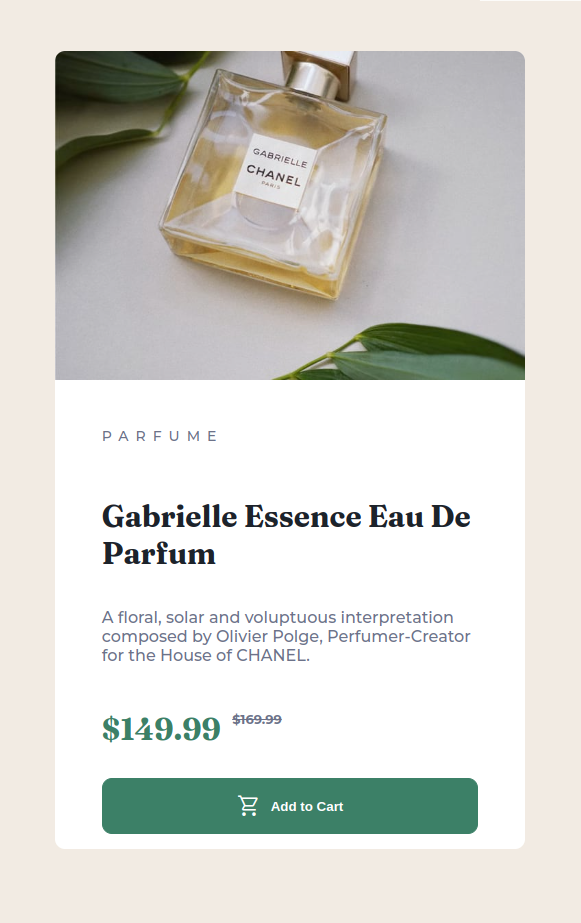 GABRIELLE
CHANEL
PARIS
PARFUME
Gabrielle Essence Eau De
Parfum
A floral, solar and voluptuous interpretation
composed by Olivier Polge, Perfumer-Creator
for the House of CHANEL.
$149.99 $169.99
Add to Cart